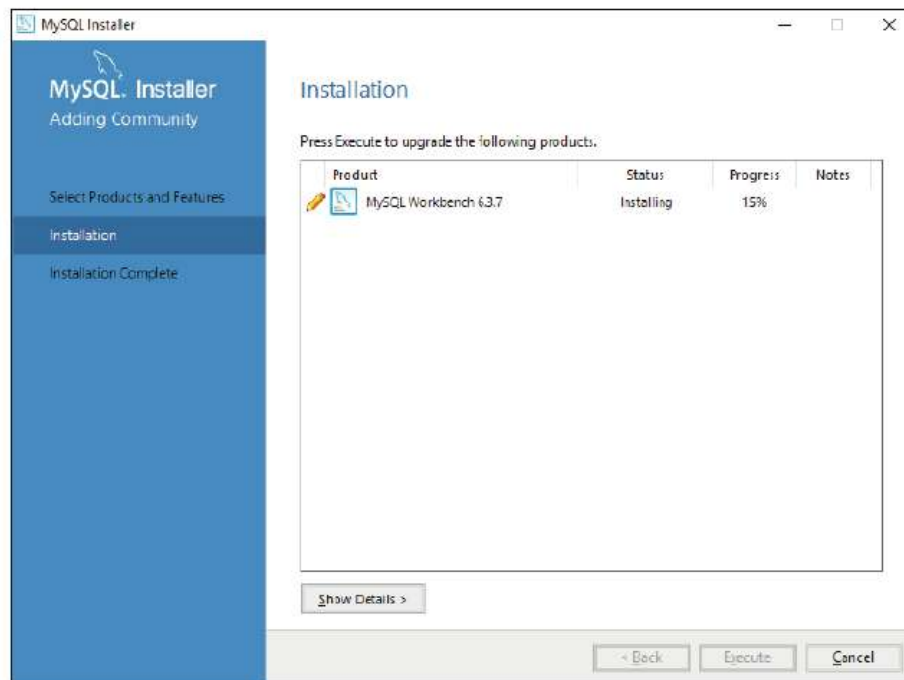 MySQL Installer
MySQL. Installer
Adding Community
Select Products and Features
Installation
Installation Complete
Installation
Press Execute to upgrade the following products.
Product Status Progress Notes
MySQL Workbench 6.3.7 Installing 15%
Show Details >
< Back Execute Cancel